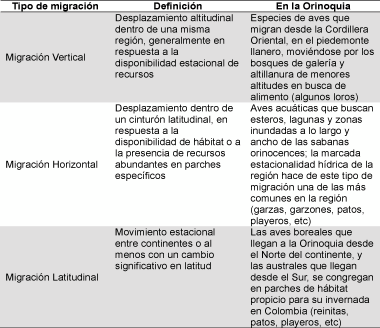 Tipo de migración Definición En la Orinoquia
Migración Vertical
Desplazamiento altitudinal
dentro de una misma
región, generalmente en
respuesta a la
disponibilidad estacional de
recursos
Especies de aves que
migran desde la Cordillera
Oriental, en el piedemonte
llanero, moviéndose por los
bosques de galería y
altillanura de menores
altitudes en busca de
alimento (algunos loros)
Migración Horizontal
Desplazamiento dentro de
un cinturón latitudinal, en
respuesta a la
disponibilidad de hábitat o a
la presencia de recursos
abundantes en parches
específicos
Aves acuáticas que buscan
esteros, lagunas y zonas
inundadas a lo largo y
ancho de las sabanas
orinocences; la marcada
estacionalidad hídrica de la
región hace de este tipo de
migración una de las más
comunes en la región
(garzas, garzones, patos,
playeros, etc)
Migración Latitudinal
Movimiento estacional
entre continentes o al
menos con un cambio
significativo en latitud
Las aves boreales que
llegan a la Orinoquia desde
el Norte del continente, y
las australes que llegan
desde el Sur, se congregan
en parches de hábitat
propicio para su invernada
en Colombia (reinitas,
patos, playeros, etc)